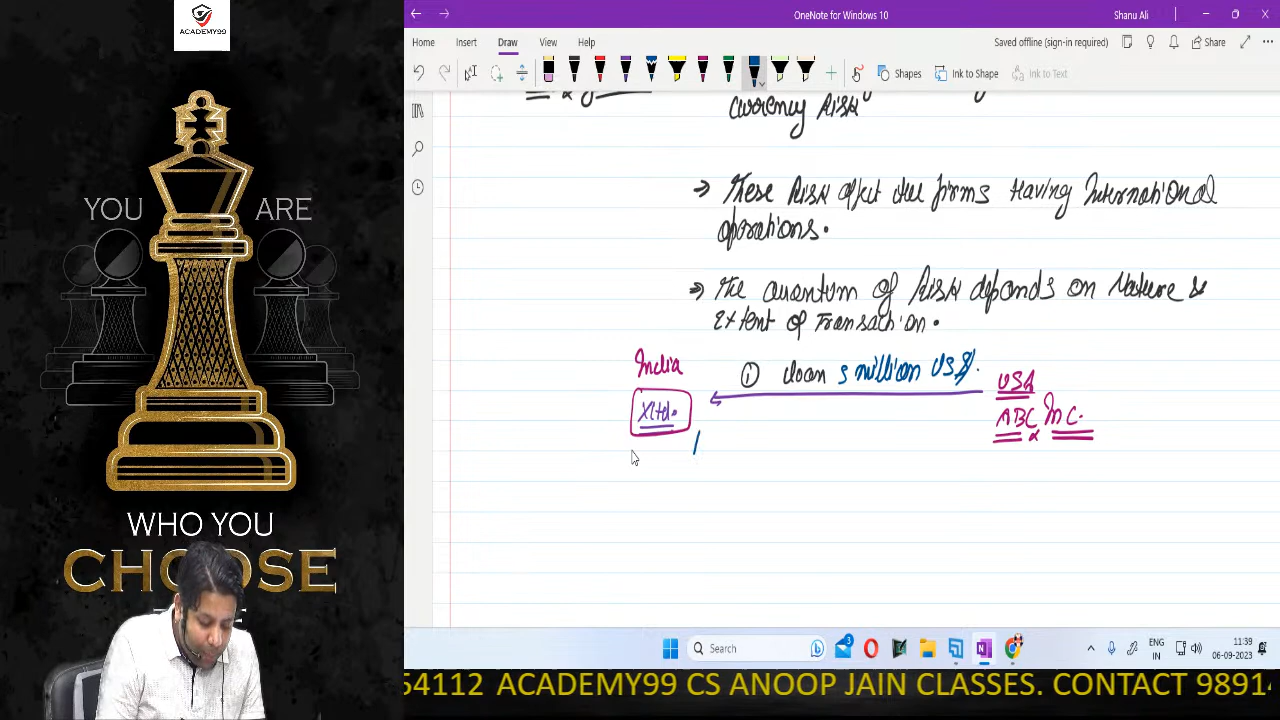 ACADEMY99
YOU ARE
WHO YOU
CHOOSE
OneNote for Windows 10
Shanu Ali
Home Insert Draw View Help
Saved offline (sign-in required)
Share
Shapes
Ink to Shape
Ink to Text
Currency Risk
→ These Risk affect the firms Having International
operations.
→ The Quantum of Risk depends on Nature &
Extent of Transaction.
India
① Loan 5 million US$.
USA
X Ltd.
ABC INC.
Search
3
ENG
IN
11:39
06-09-2023
54112 ACADEMY99 CS ANOOP JAIN CLASSES. CONTACT 9891